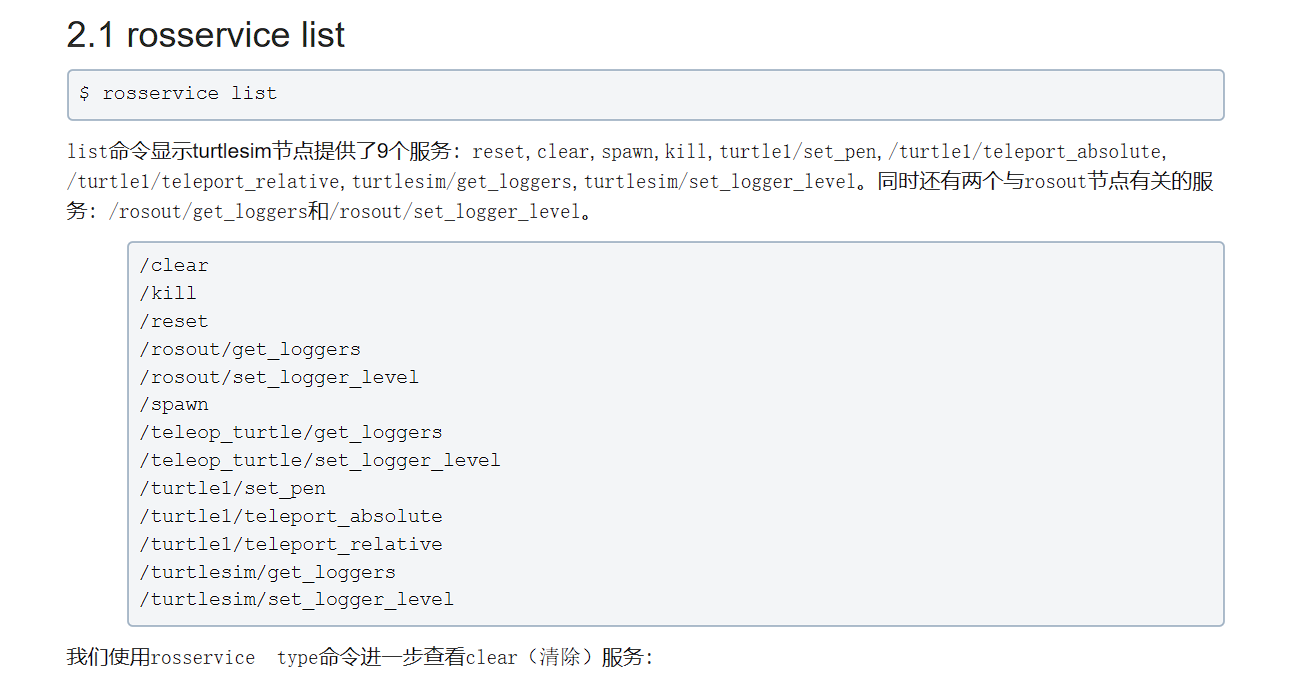 2.1 rosservice list
$ rosservice list
list命令显示turtlesim节点提供了9个服务：reset, clear, spawn, kill, turtle1/set_pen, /turtle1/teleport_absolute,
/turtle1/teleport_relative, turtlesim/get_loggers, turtlesim/set_logger_level。同时还有两个与rosout节点有关的服
务：/rosout/get_loggers和/rosout/set_logger_level。
/clear
/kill
/reset
/rosout/get_loggers
/rosout/set_logger_level
/spawn
/teleop_turtle/get_loggers
/teleop_turtle/set_logger_level
/turtle1/set_pen
/turtle1/teleport_absolute
/turtle1/teleport_relative
/turtlesim/get_loggers
/turtlesim/set_logger_level
我们使用rosservice type命令进一步查看clear（清除）服务：